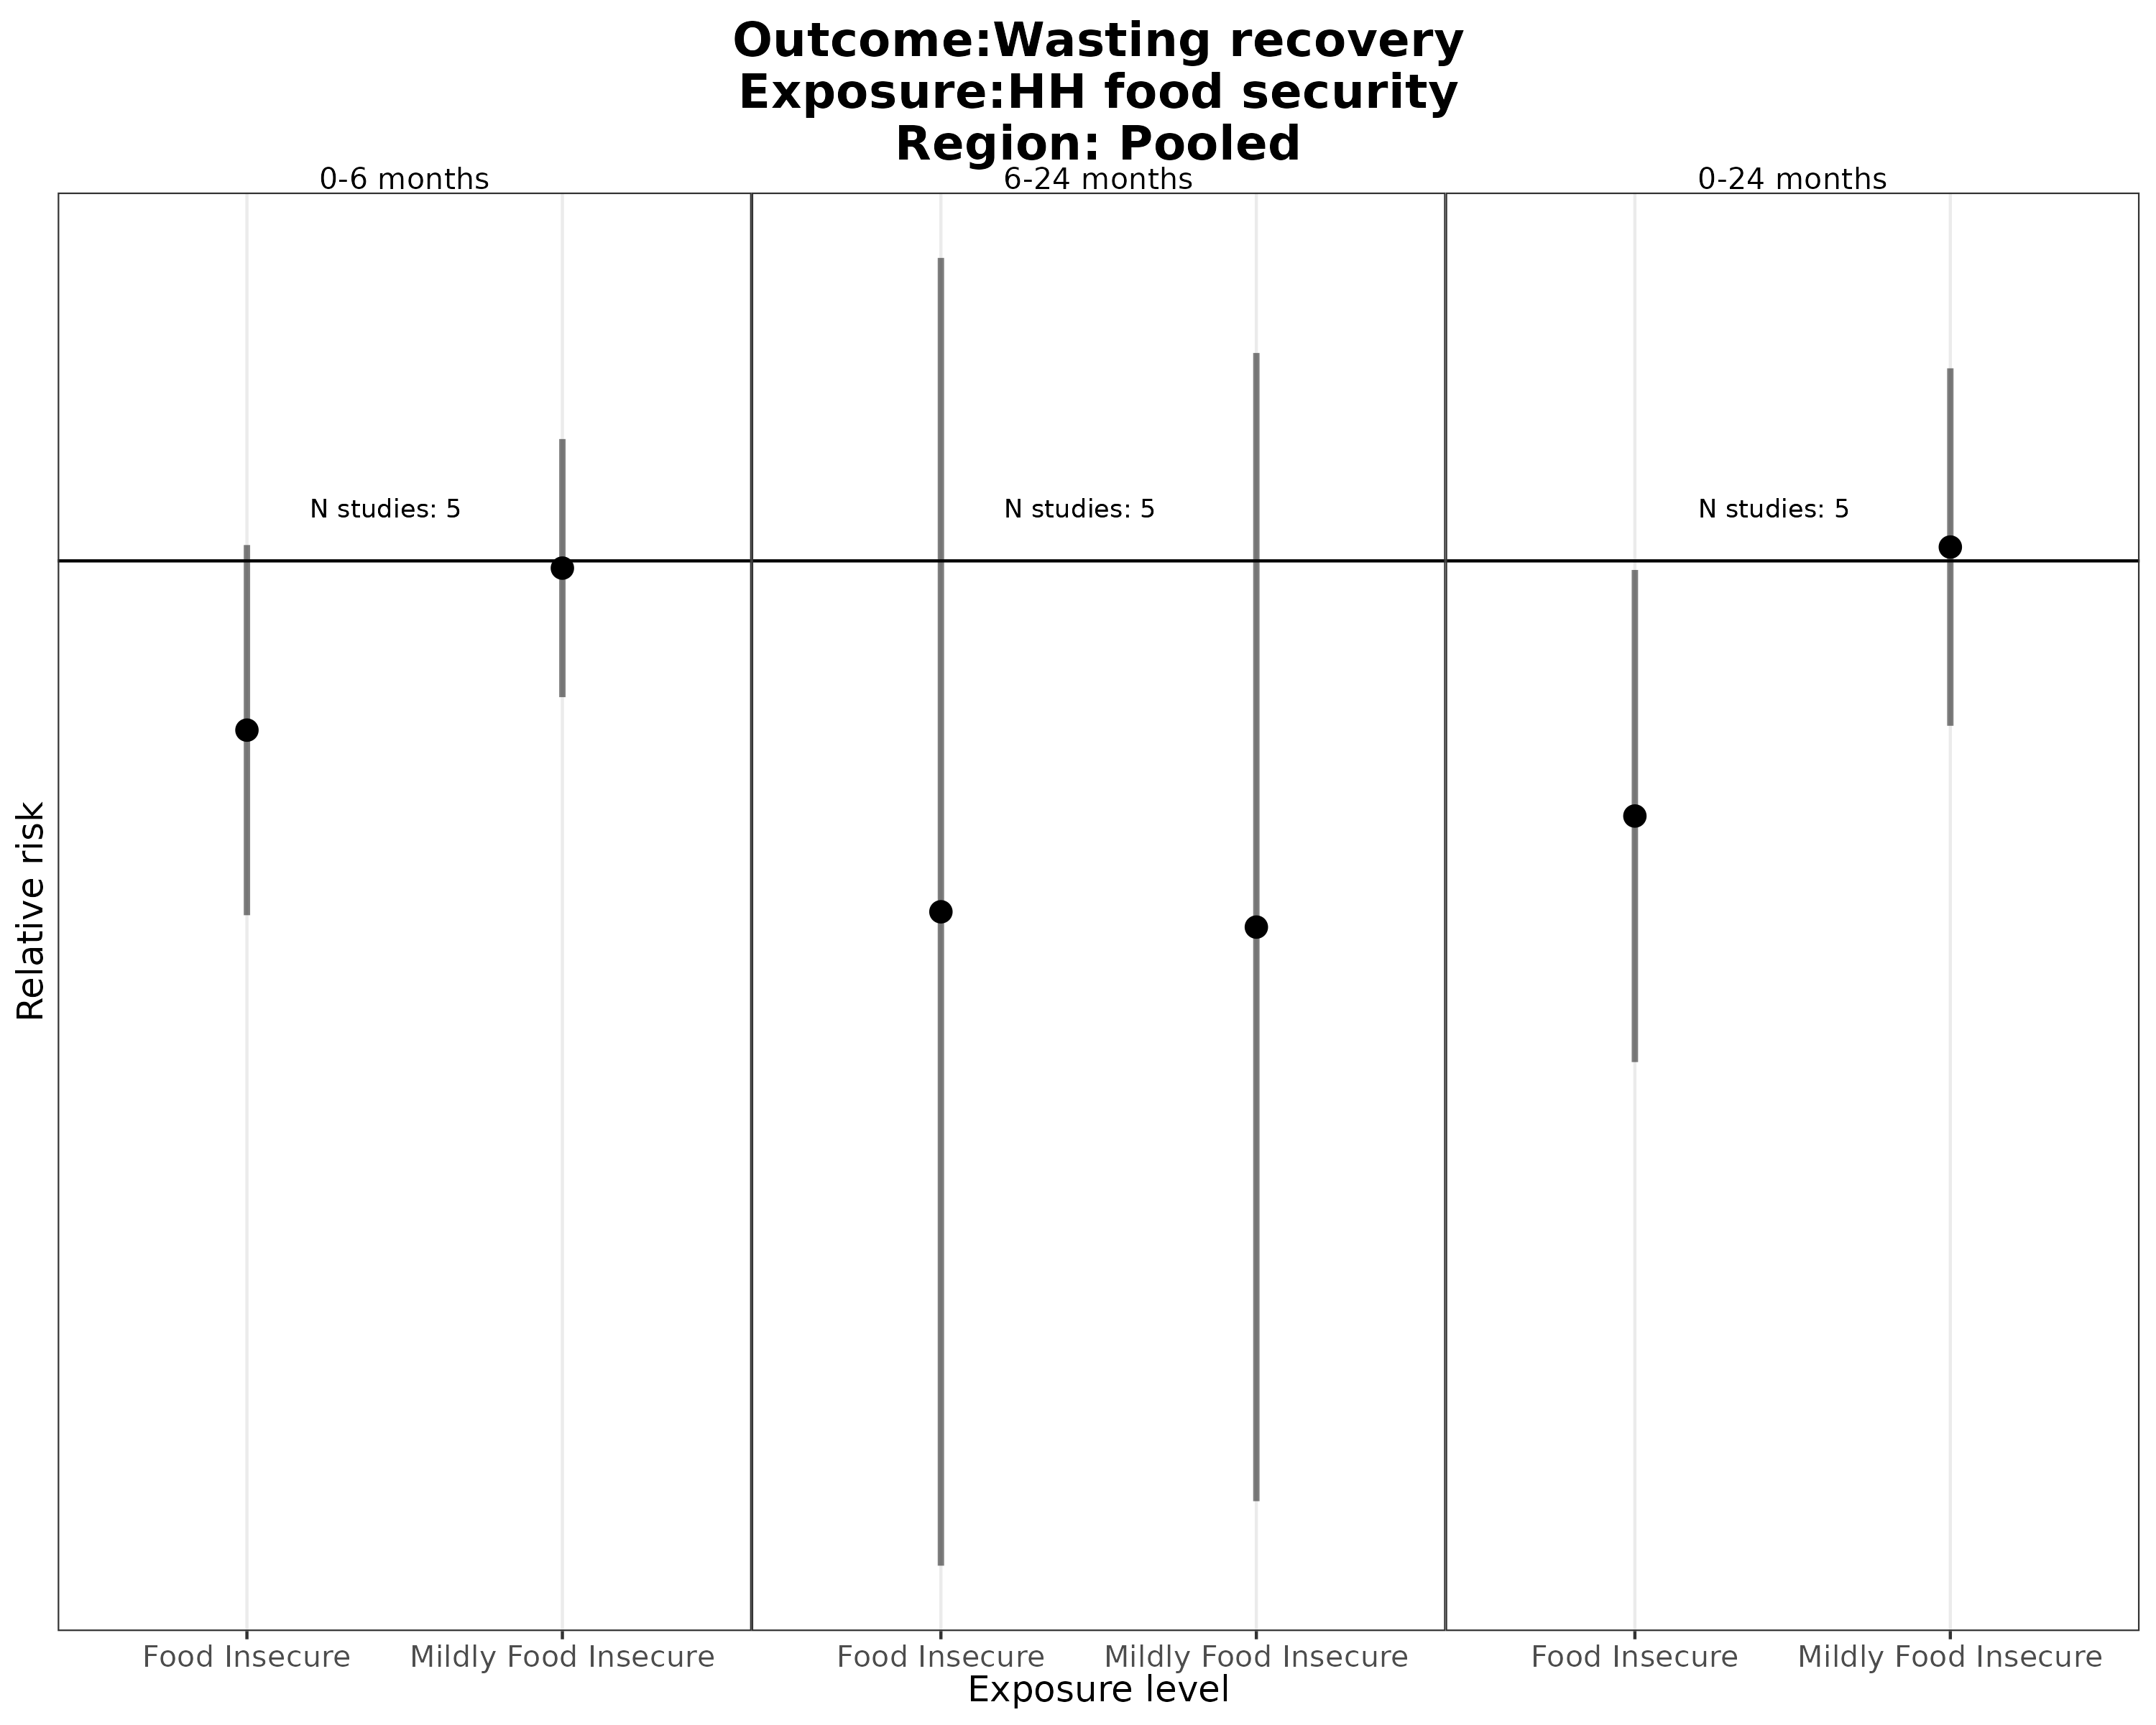 Outcome:Wasting recovery
Exposure:HH food security
Region: Pooled
0-6 months
6-24 months
0-24 months
N studies: 5
N studies: 5
N studies: 5
Relative risk
Food Insecure
Mildly Food Insecure
Food Insecure
Mildly Food Insecure
Food Insecure
Mildly Food Insecure
Exposure level